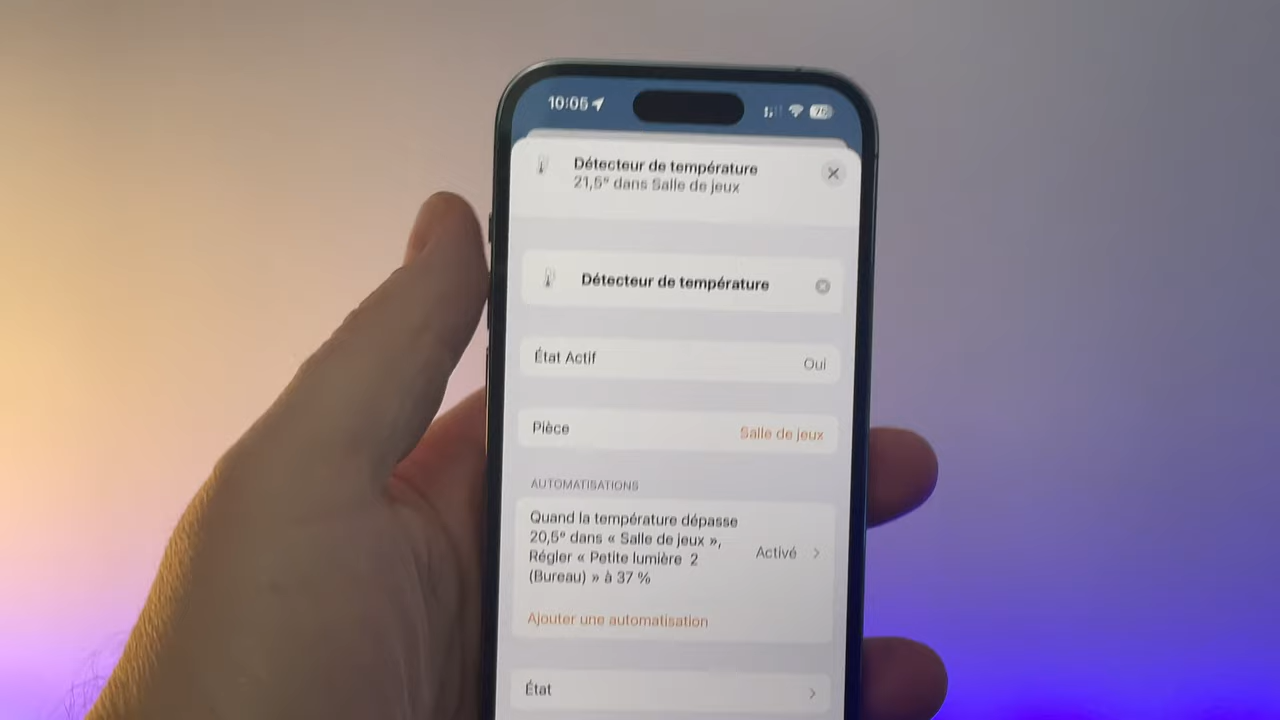 10:05
75
Détecteur de température
21,5° dans Salle de jeux
Détecteur de température
État Actif
Oui
Pièce
Salle de jeux
AUTOMATISATIONS
Quand la température dépasse
20,5° dans « Salle de jeux »,
Régler « Petite lumière 2
(Bureau) » à 37 %
Activé
Ajouter une automatisation
État